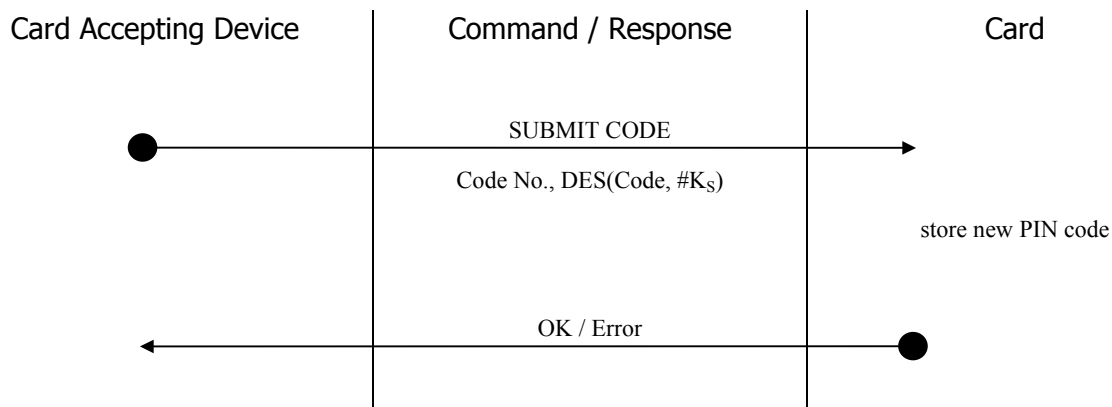 Card Accepting Device Command / Response Card
SUBMIT CODE
Code No., DES(Code, #KS)
store new PIN code
OK / Error